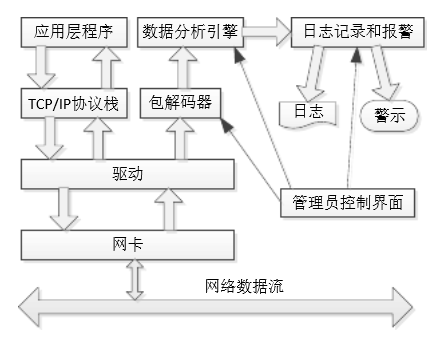 应用层程序
数据分析引擎
日志记录和报警
TCP/IP协议栈
包解码器
日志
警示
驱动
管理员控制界面
网卡
网络数据流